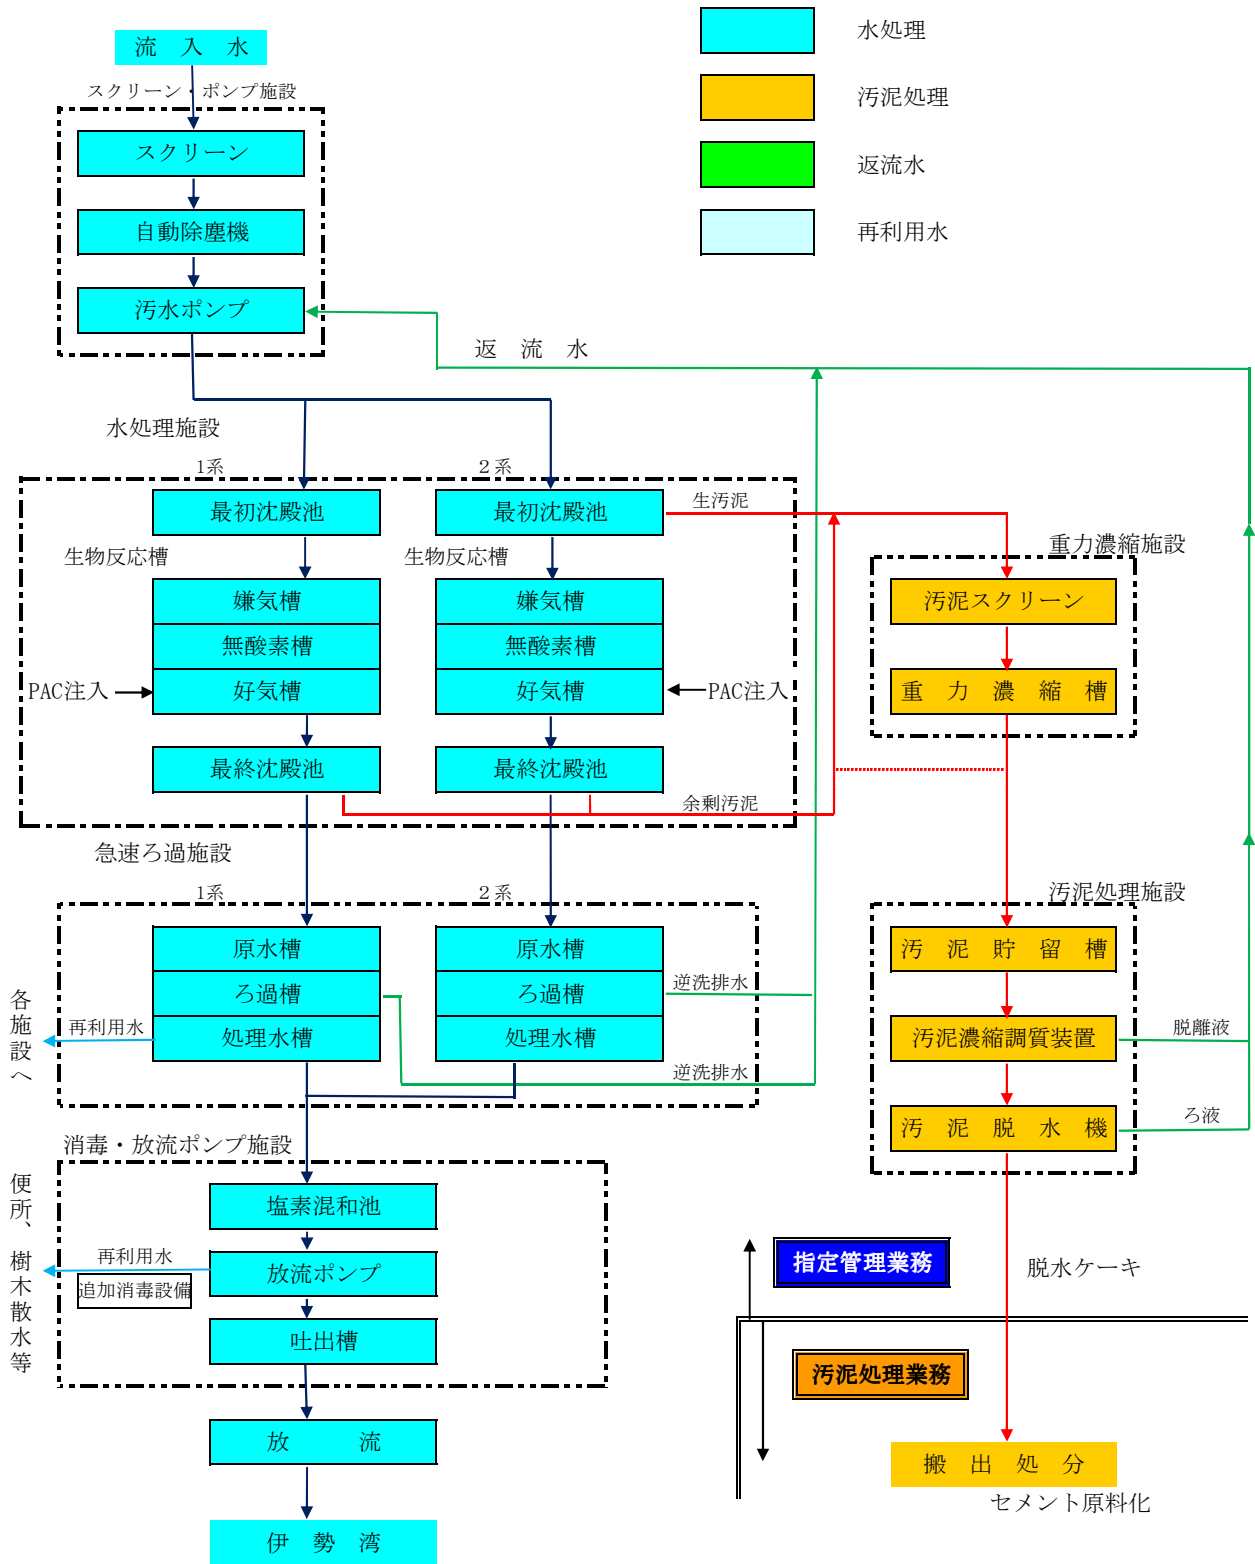 流　入　水
スクリーン・ポンプ施設
スクリーン
自動除塵機
汚水ポンプ
水処理
汚泥処理
返流水
再利用水
返　流　水
水処理施設
1系
２系
最初沈殿池
最初沈殿池
生汚泥
生物反応槽
生物反応槽
嫌気槽
無酸素槽
好気槽
嫌気槽
無酸素槽
好気槽
PAC注入
PAC注入
最終沈殿池
最終沈殿池
余剰汚泥
重力濃縮施設
汚泥スクリーン
重　力　濃　縮　槽
急速ろ過施設
1系
２系
原水槽
ろ過槽
処理水槽
原水槽
ろ過槽
処理水槽
逆洗排水
逆洗排水
再利用水
各施設へ
汚泥処理施設
汚　泥　貯　留　槽
汚泥濃縮調質装置
汚　泥　脱　水　機
脱離液
ろ液
消毒・放流ポンプ施設
塩素混和池
放流ポンプ
吐出槽
再利用水
追加消毒設備
便所、樹木散水等
放　　　流
伊　勢　湾
指定管理業務
脱水ケーキ
汚泥処理業務
搬　出　処　分
セメント原料化